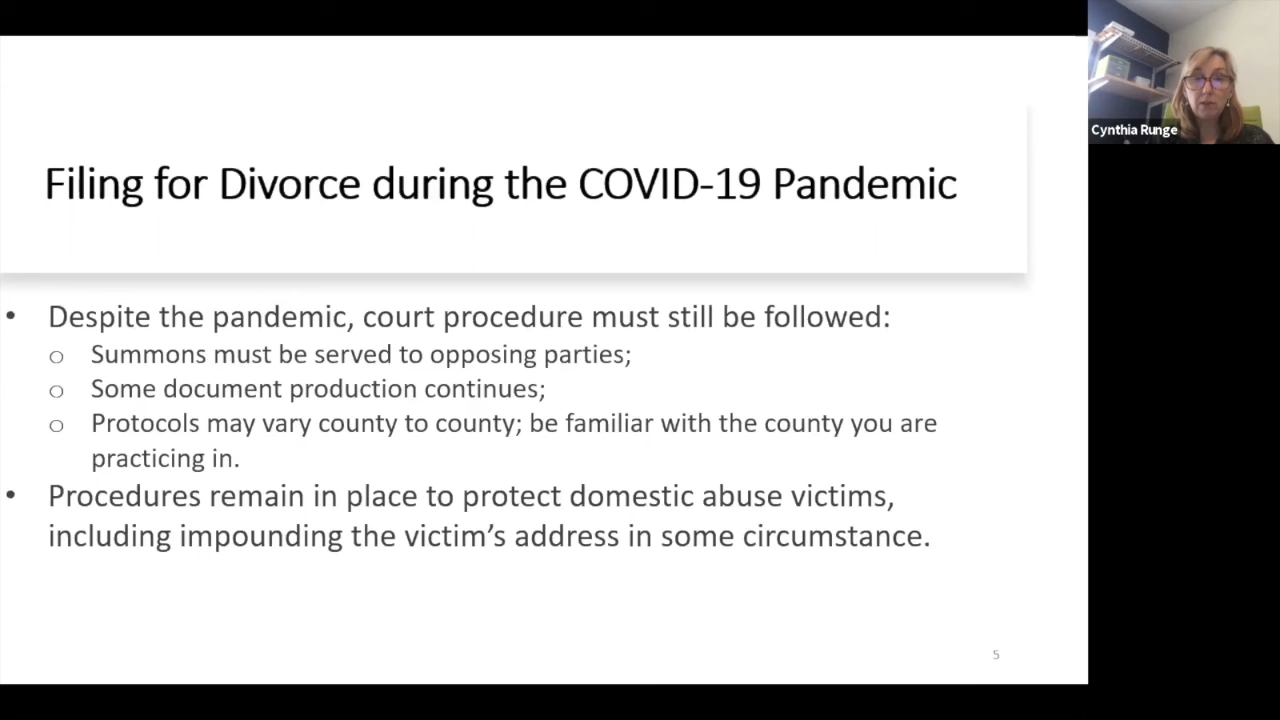 Filing for Divorce during the COVID-19 Pandemic
• Despite the pandemic, court procedure must still be followed:
o Summons must be served to opposing parties;
o Some document production continues;
o Protocols may vary county to county; be familiar with the county you are
practicing in.
• Procedures remain in place to protect domestic abuse victims,
including impounding the victim’s address in some circumstance.
5
Cynthia Runge